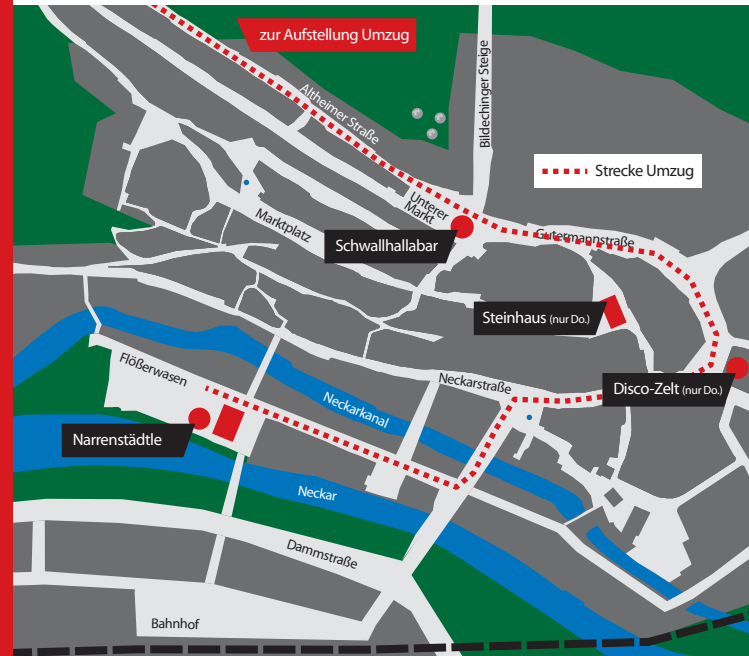 zur Aufstellung Umzug
Altheimer Straße
Bildechinger Steige
Strecke Umzug
Unterer
Markt
Marktplatz
Gutermannstraße
Schwallhallabar
Steinhaus (nur Do.)
Flößerwasen
Neckarstraße
Disco-Zelt (nur Do.)
Neckarkanal
Narrenstädtle
Neckar
Dammstraße
Bahnhof